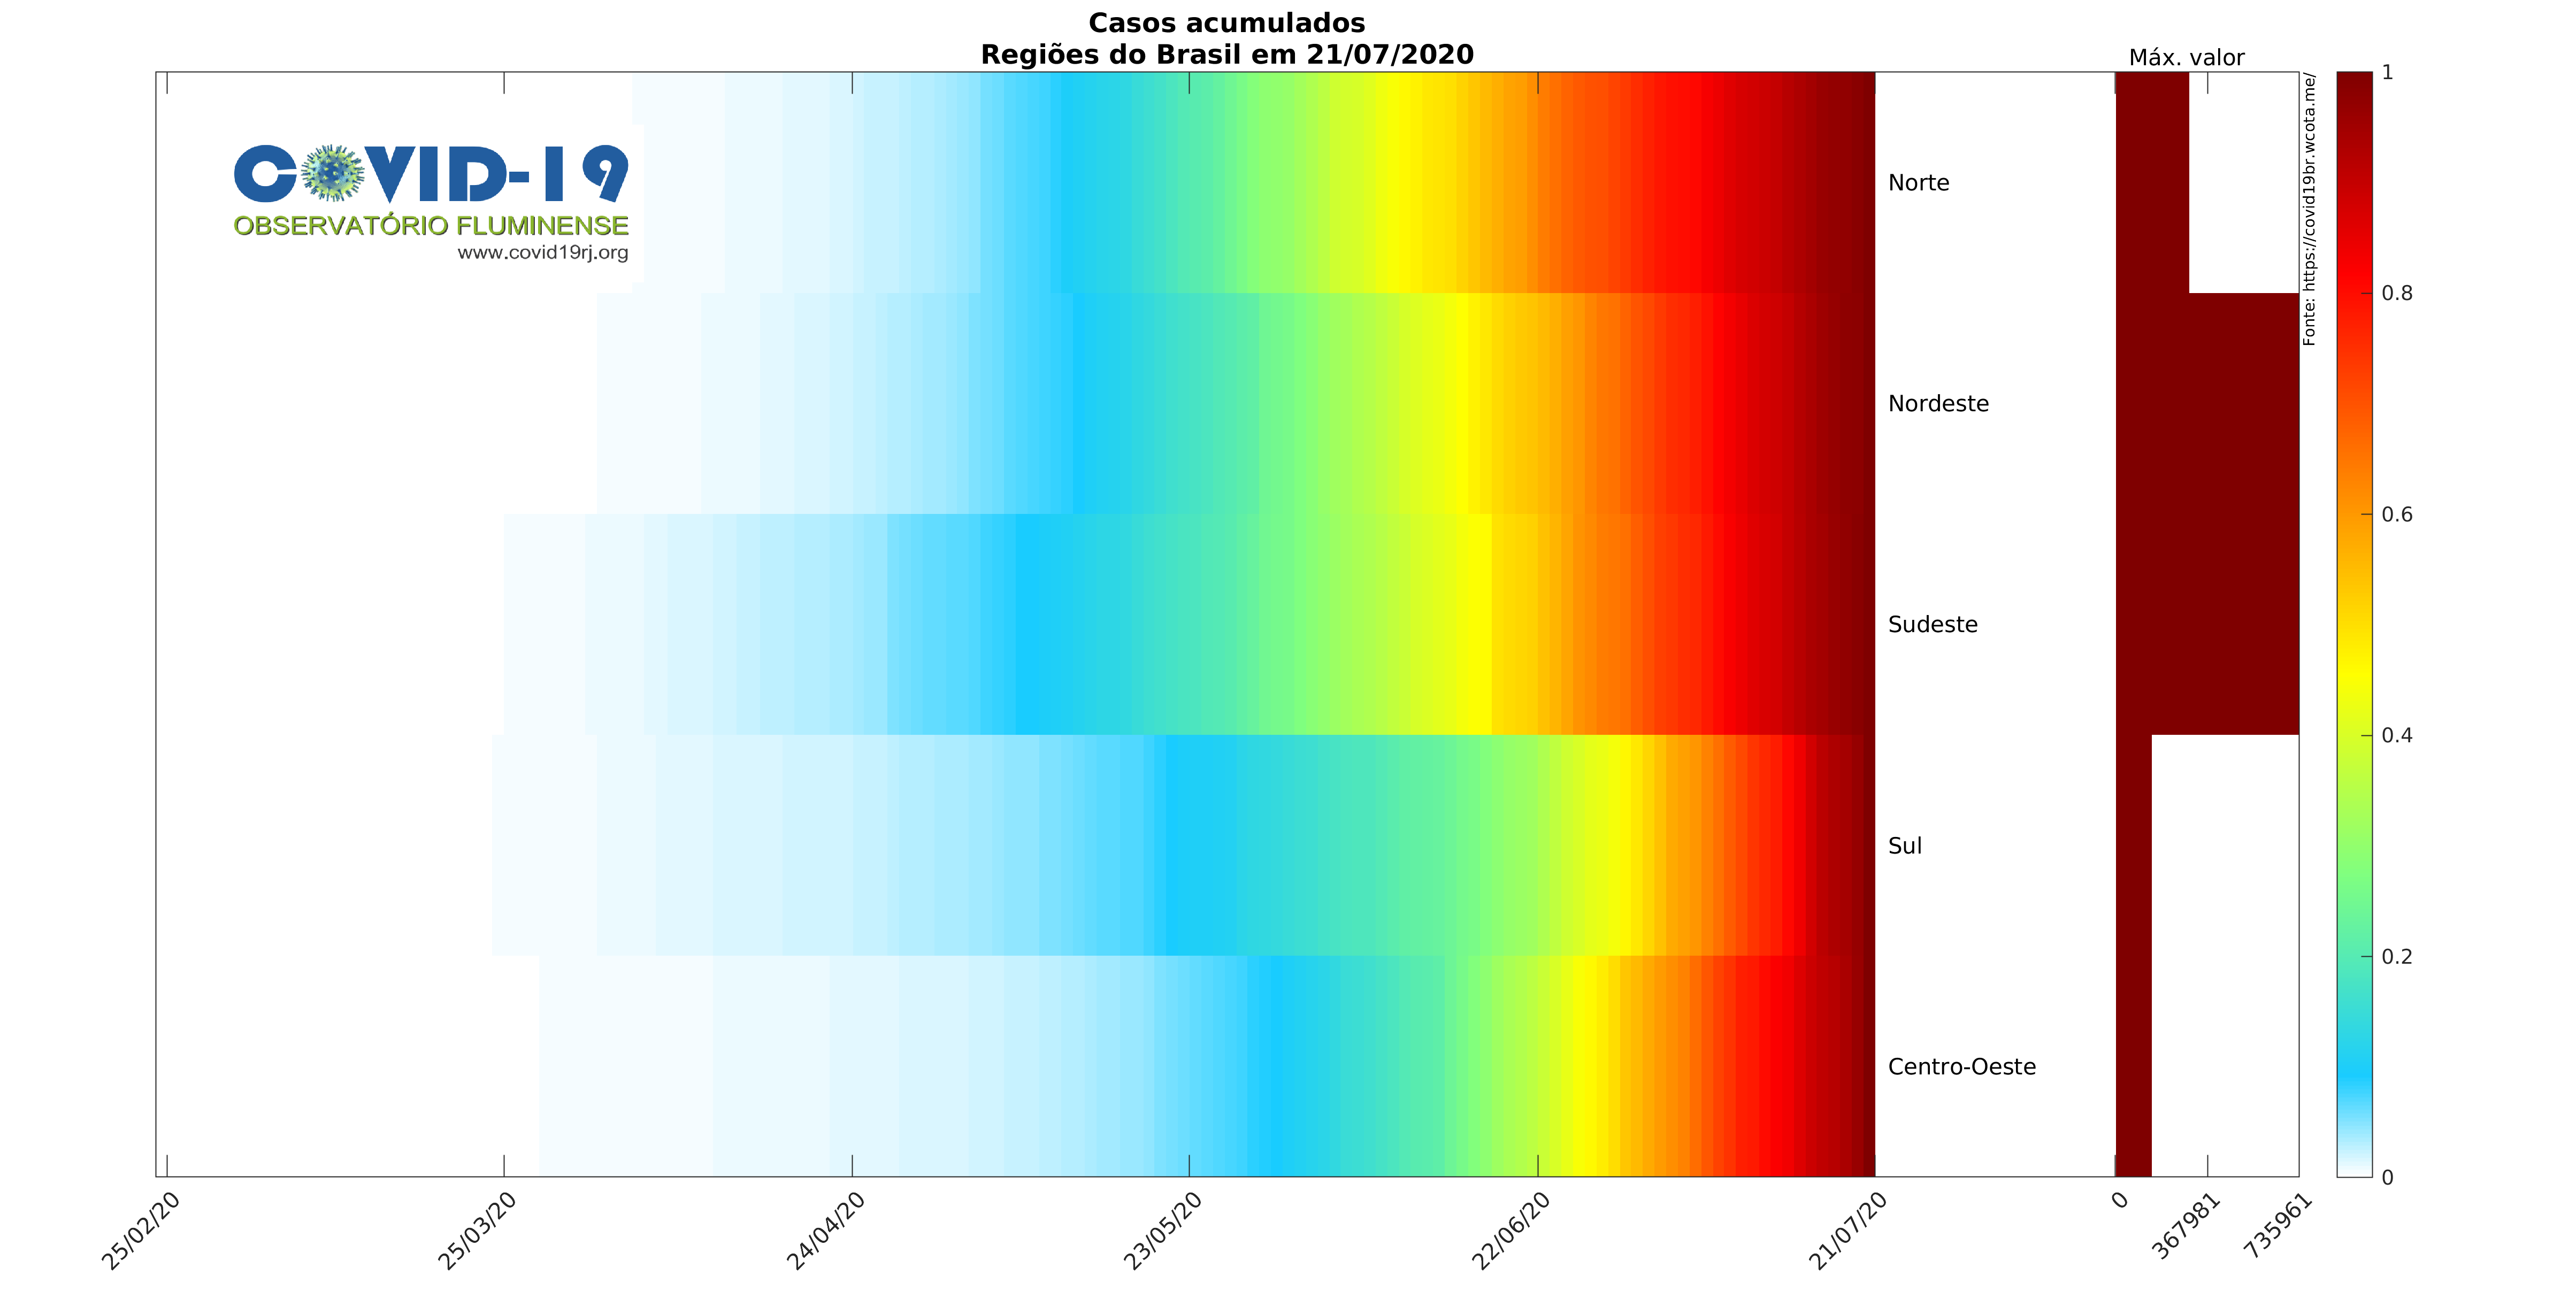 Casos acumulados
Regiões do Brasil em 21/07/2020
Máx. valor
COVID-19
OBSERVATÓRIO FLUMINENSE
www.covid19rj.org
Norte
Nordeste
Sudeste
Sul
Centro-Oeste
Fonte: https://covid19br.wcota.me/
1
0.8
0.6
0.4
0.2
0
25/02/20
25/03/20
24/04/20
23/05/20
22/06/20
21/07/20
0
367981
735961